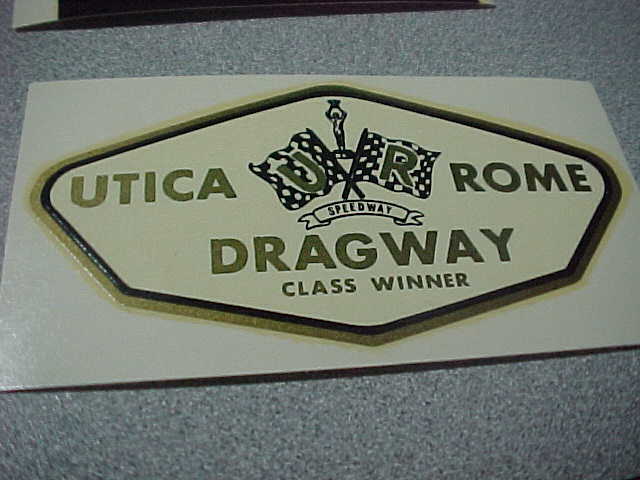 UTICA U R ROME
SPEEDWAY
DRAGWAY
CLASS WINNER